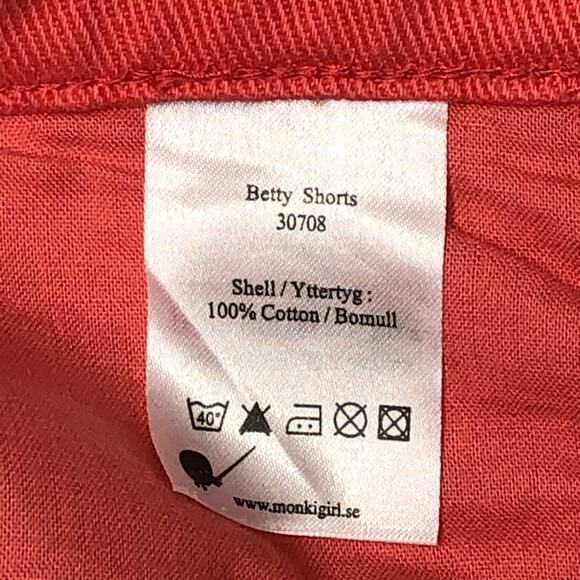 Betty Shorts
30708
Shell / Yttertyg :
100% Cotton / Bomull
40°
www.monkigirl.se